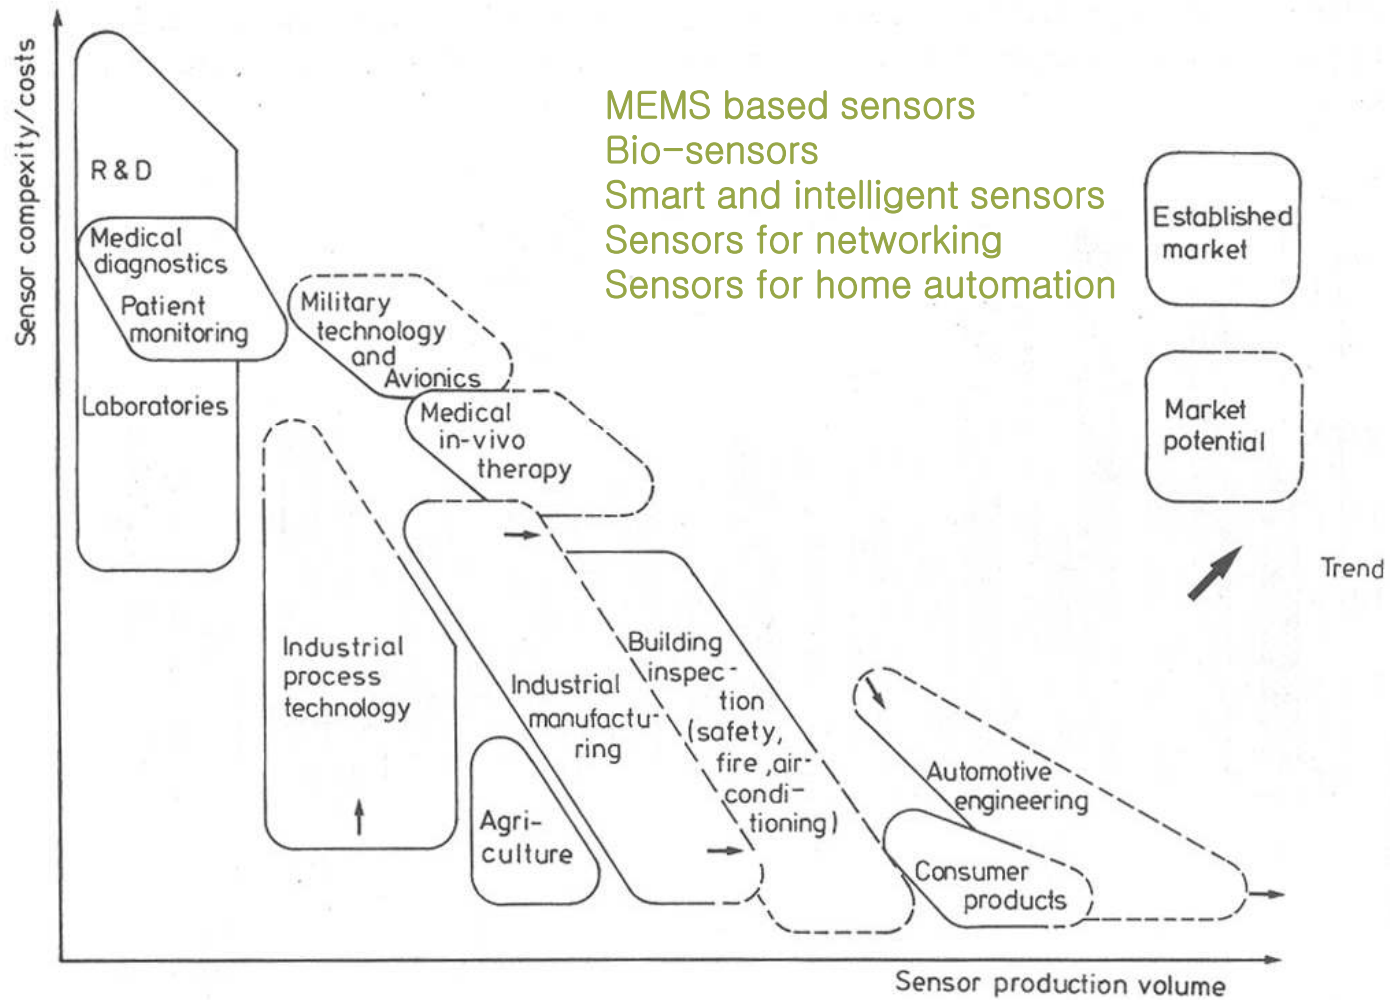 Sensor compexity/costs
R & D
Medical
diagnostics
Patient
monitoring
Laboratories
Military
technology
and
Avionics
Medical
in-vivo
therapy
MEMS based sensors
Bio-sensors
Smart and intelligent sensors
Sensors for networking
Sensors for home automation
Established
market
Market
potential
Trend
Industrial
process
technology
Agri-
culture
Industrial
manufactu-
ring
Building
inspec-
tion
(safety,
fire ,air-
condi-
tioning)
Automotive
engineering
Consumer
products
Sensor production volume